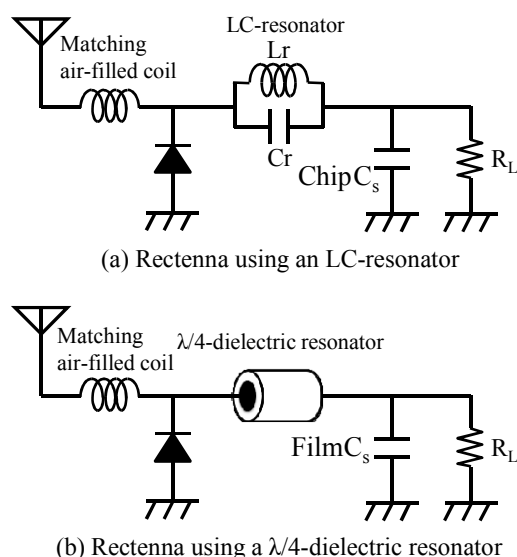 LC-resonator
Matching
air-filled coil
Lr
Cr
ChipCs
RL
(a) Rectenna using an LC-resonator
Matching
air-filled coil
λ/4-dielectric resonator
FilmCs
RL
(b) Rectenna using a λ/4-dielectric resonator